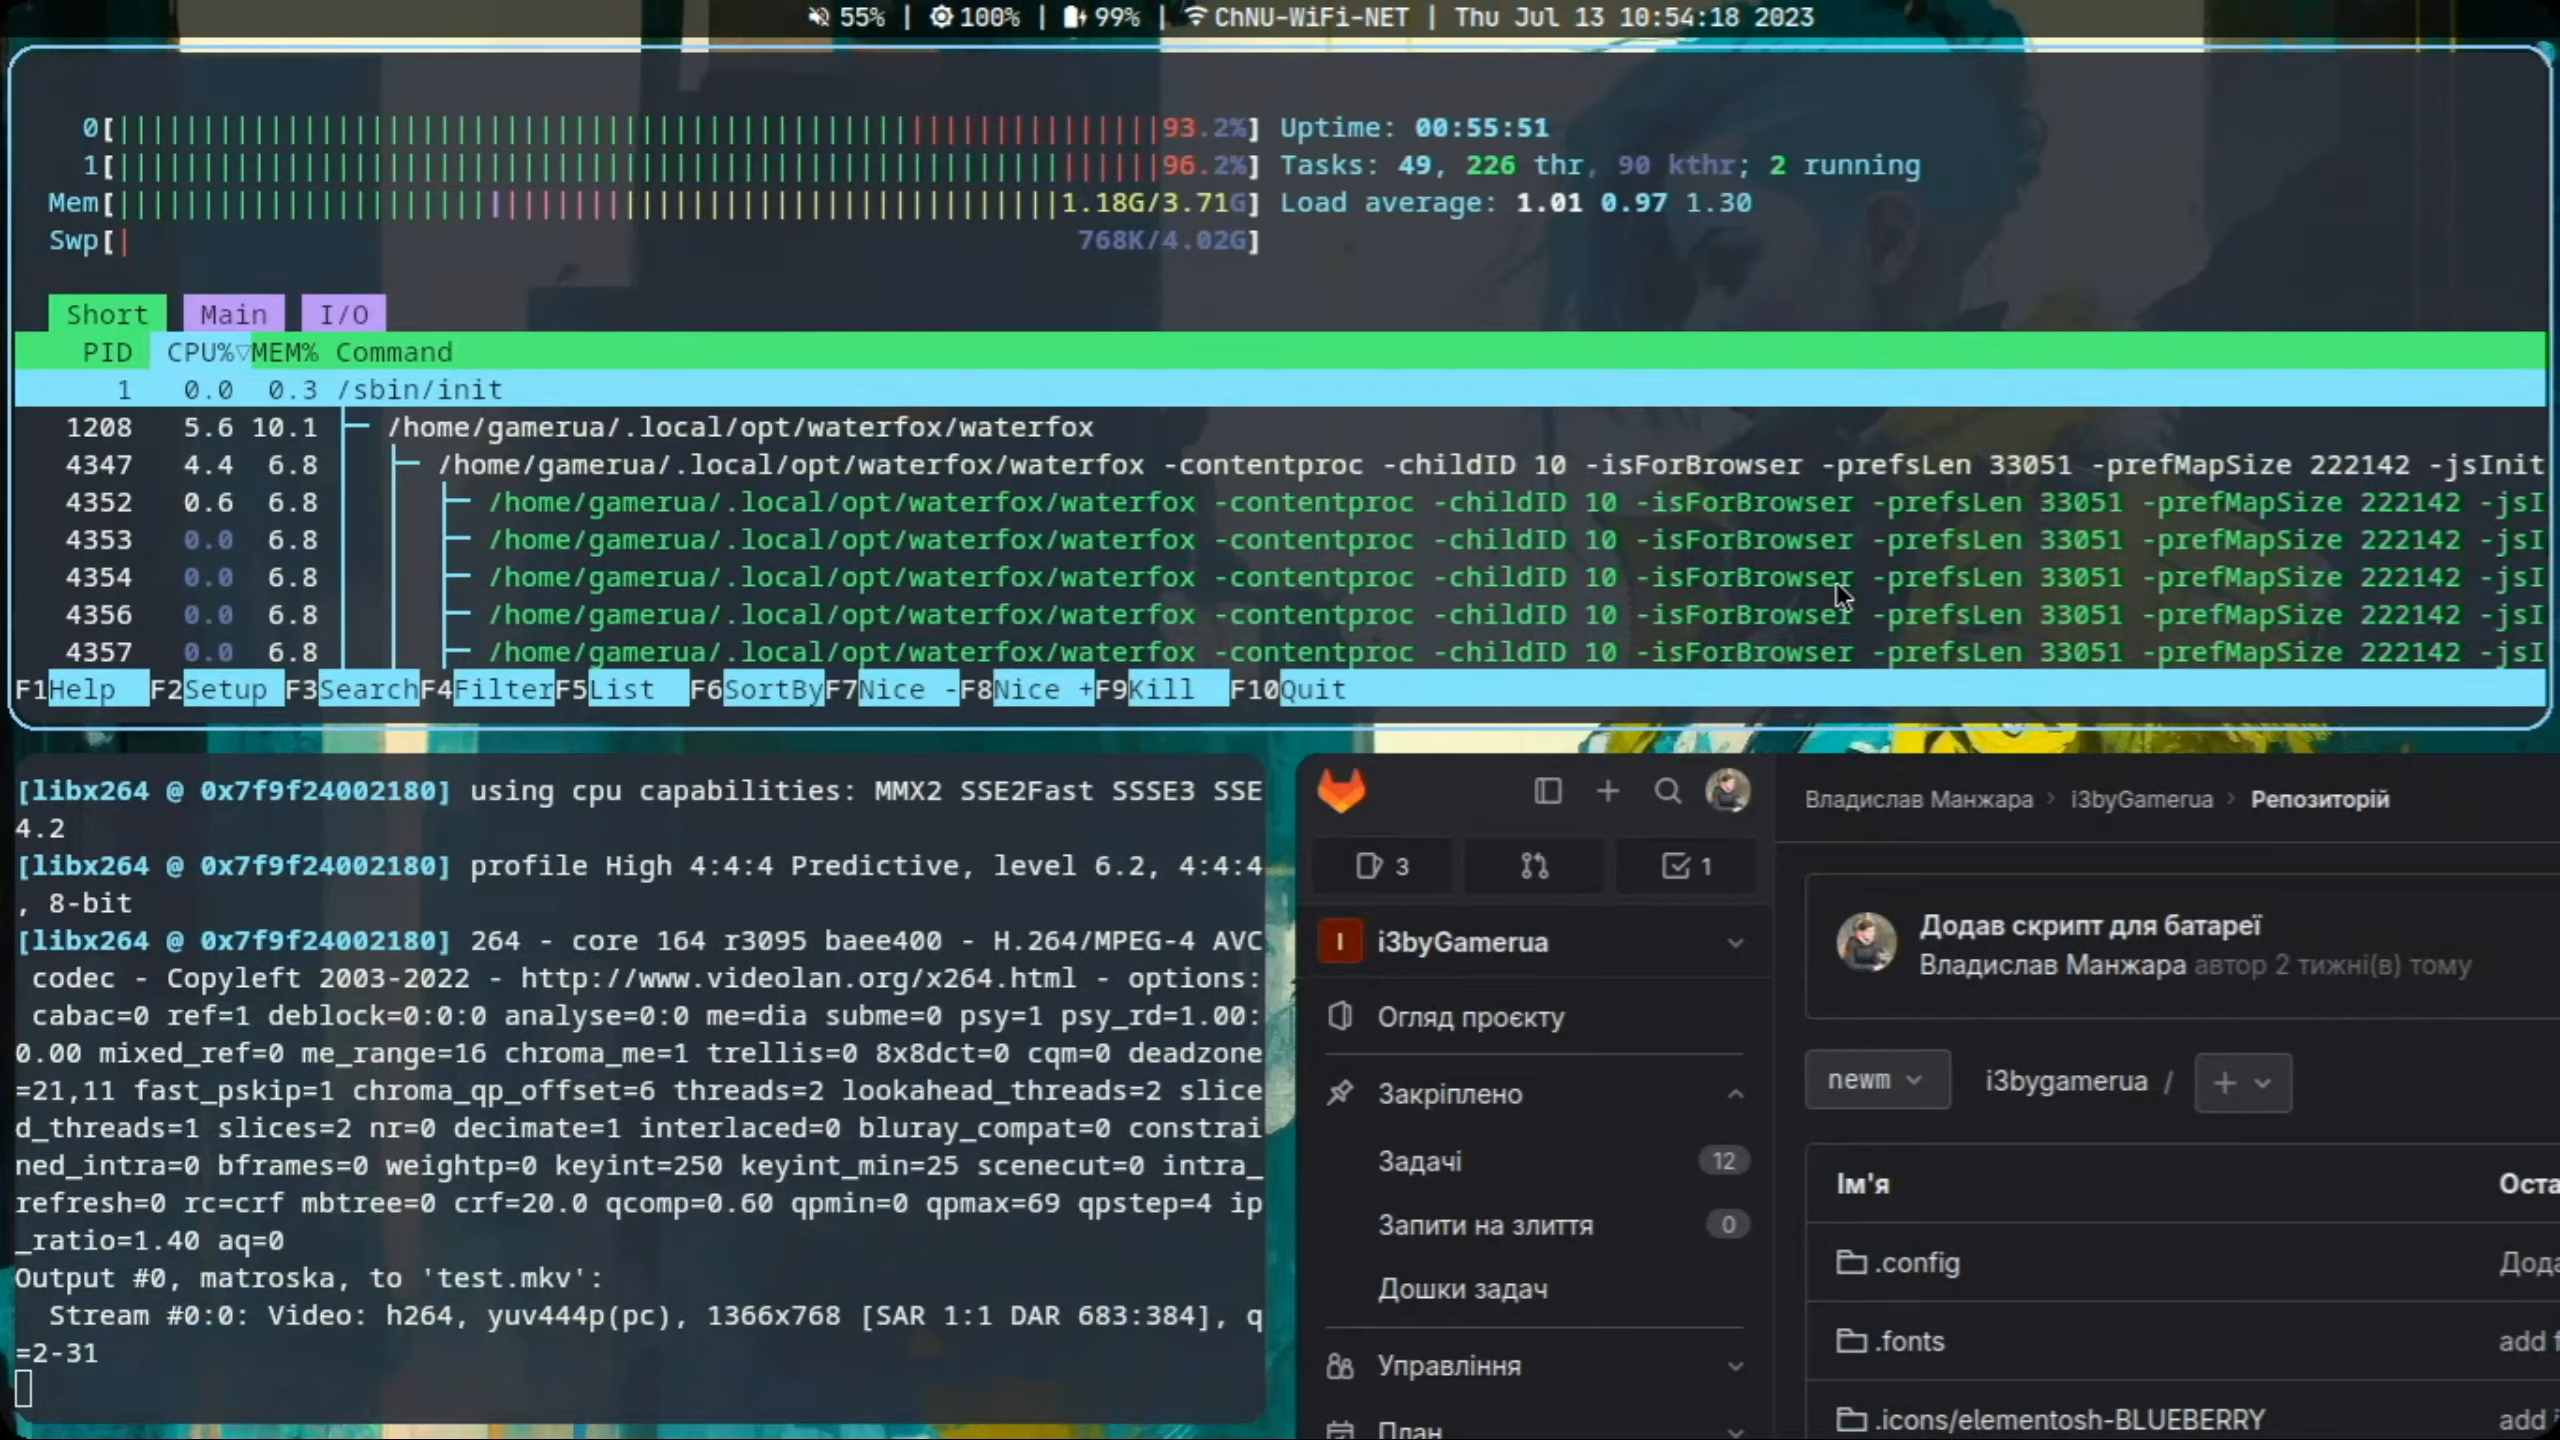 55% | 100% | 99% | ChNU-WiFi-NET | Thu Jul 13 10:54:18 2023
0[93.2%] Uptime: 00:55:51
1[96.2%] Tasks: 49, 226 thr, 90 kthr; 2 running
Mem[1.18G/3.71G] Load average: 1.01 0.97 1.30
Swp[768K/4.02G]
Short Main I/O
PID CPU%▽MEM% Command
1 0.0 0.3 /sbin/init
1208 5.6 10.1 /home/gamerua/.local/opt/waterfox/waterfox
4347 4.4 6.8 /home/gamerua/.local/opt/waterfox/waterfox -contentproc -childID 10 -isForBrowser -prefsLen 33051 -prefMapSize 222142 -jsInit
4352 0.6 6.8 /home/gamerua/.local/opt/waterfox/waterfox -contentproc -childID 10 -isForBrowser -prefsLen 33051 -prefMapSize 222142 -jsI
4353 0.0 6.8 /home/gamerua/.local/opt/waterfox/waterfox -contentproc -childID 10 -isForBrowser -prefsLen 33051 -prefMapSize 222142 -jsI
4354 0.0 6.8 /home/gamerua/.local/opt/waterfox/waterfox -contentproc -childID 10 -isForBrowser -prefsLen 33051 -prefMapSize 222142 -jsI
4356 0.0 6.8 /home/gamerua/.local/opt/waterfox/waterfox -contentproc -childID 10 -isForBrowser -prefsLen 33051 -prefMapSize 222142 -jsI
4357 0.0 6.8 /home/gamerua/.local/opt/waterfox/waterfox -contentproc -childID 10 -isForBrowser -prefsLen 33051 -prefMapSize 222142 -jsI
F1Help F2Setup F3SearchF4FilterF5List F6SortByF7Nice -F8Nice +F9Kill F10Quit
[libx264 @ 0x7f9f24002180] using cpu capabilities: MMX2 SSE2Fast SSSE3 SSE
4.2
[libx264 @ 0x7f9f24002180] profile High 4:4:4 Predictive, level 6.2, 4:4:4
, 8-bit
[libx264 @ 0x7f9f24002180] 264 - core 164 r3095 baee400 - H.264/MPEG-4 AVC
codec - Copyleft 2003-2022 - http://www.videolan.org/x264.html - options:
cabac=0 ref=1 deblock=0:0:0 analyse=0:0 me=dia subme=0 psy=1 psy_rd=1.00:
0.00 mixed_ref=0 me_range=16 chroma_me=1 trellis=0 8x8dct=0 cqm=0 deadzone
=21,11 fast_pskip=1 chroma_qp_offset=6 threads=2 lookahead_threads=2 slice
d_threads=1 slices=2 nr=0 decimate=1 interlaced=0 bluray_compat=0 constrai
ned_intra=0 bframes=0 weightp=0 keyint=250 keyint_min=25 scenecut=0 intra_
refresh=0 rc=crf mbtree=0 crf=20.0 qcomp=0.60 qpmin=0 qpmax=69 qpstep=4 ip
_ratio=1.40 aq=0
Output #0, matroska, to 'test.mkv':
Stream #0:0: Video: h264, yuv444p(pc), 1366x768 [SAR 1:1 DAR 683:384], q
=2-31
3
1
I i3byGamerua
Огляд проєкту
Закріплено
Задачі 12
Запити на злиття 0
Дошки задач
Управління
План
Владислав Манжара › i3byGamerua › Репозиторій
Додав скрипт для батареї
Владислав Манжара автор 2 тижні(в) тому
newm i3bygamerua / +
Ім'я Оста
.config Дода
.fonts add f
.icons/elementosh-BLUEBERRY add i